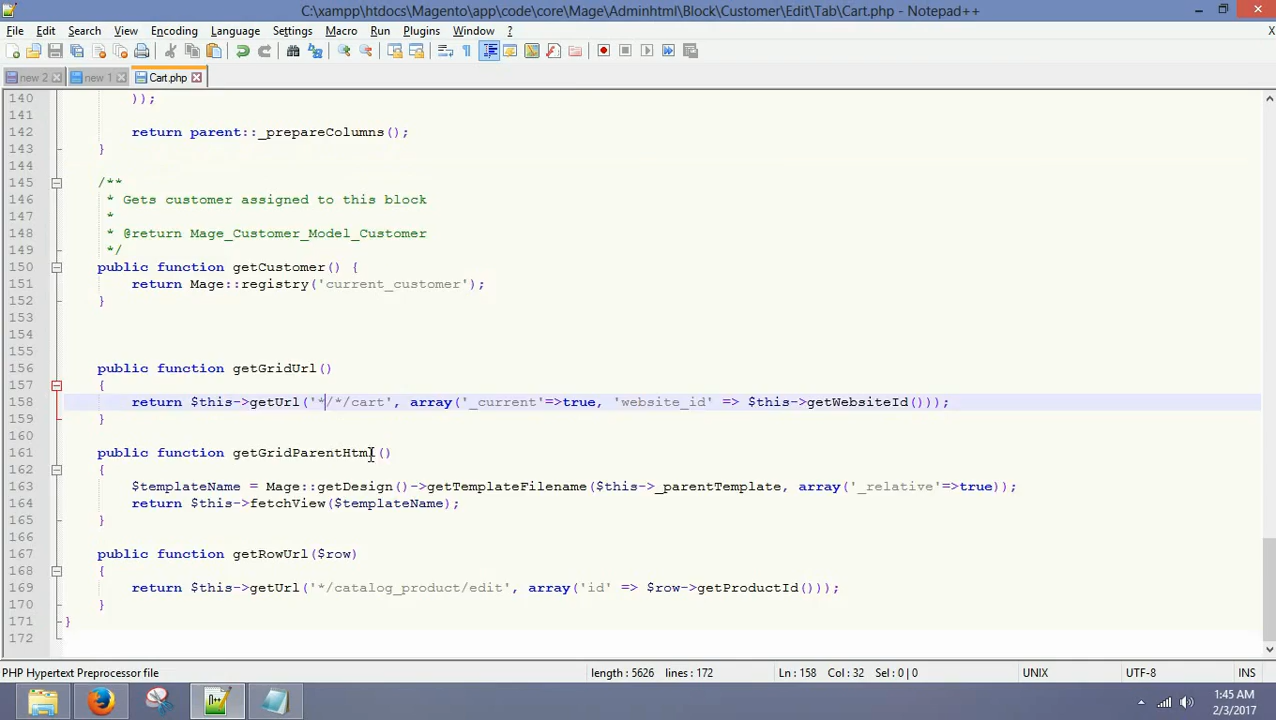 C:\xampp\htdocs\Magento\app\code\core\Mage\Adminhtml\Block\Customer\Edit\Tab\Cart.php - Notepad++
File Edit Search View Encoding Language Settings Macro Run Plugins Window ?
X
new 2 new 1 Cart.php
140 ));
141
142 return parent::_prepareColumns();
143 }
144
145 /**
146 * Gets customer assigned to this block
147 *
148 * @return Mage_Customer_Model_Customer
149 */
150 public function getCustomer() {
151 return Mage::registry('current_customer');
152 }
153
154
155
156 public function getGridUrl()
157 {
158 return $this->getUrl('*/*/cart', array('_current'=>true, 'website_id' => $this->getWebsiteId()));
159 }
160
161 public function getGridParentHtml()
162 {
163 $templateName = Mage::getDesign()->getTemplateFilename($this->_parentTemplate, array('_relative'=>true));
164 return $this->fetchView($templateName);
165 }
166
167 public function getRowUrl($row)
168 {
169 return $this->getUrl('*/catalog_product/edit', array('id' => $row->getProductId()));
170 }
171 }
172
PHP Hypertext Preprocessor file length : 5626 lines : 172 Ln : 158 Col : 32 Sel : 0 | 0 UNIX UTF-8 INS
1:45 AM
2/3/2017